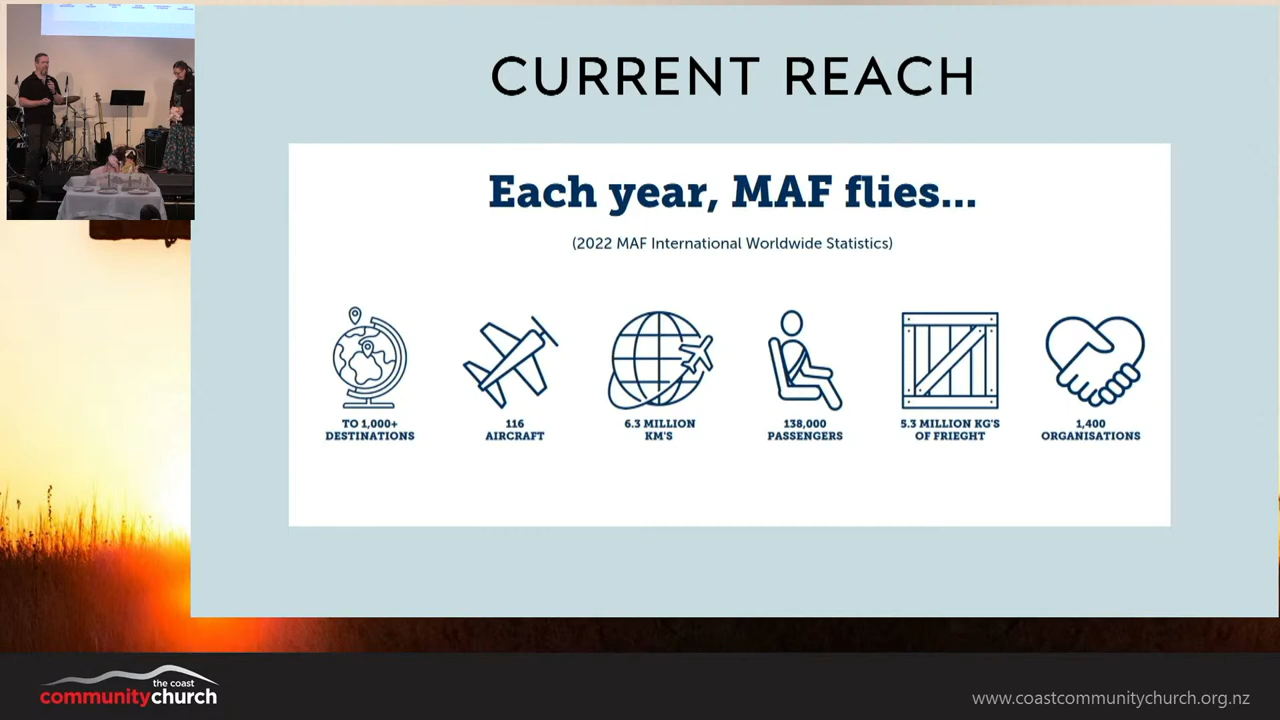 CURRENT REACH
Each year, MAF flies...
(2022 MAF International Worldwide Statistics)
TO 1,000+
DESTINATIONS
116
AIRCRAFT
6.3 MILLION
KM'S
138,000
PASSENGERS
5.3 MILLION KG'S
OF FRIEGHT
1,400
ORGANISATIONS
the coast
communitychurch
www.coastcommunitychurch.org.nz